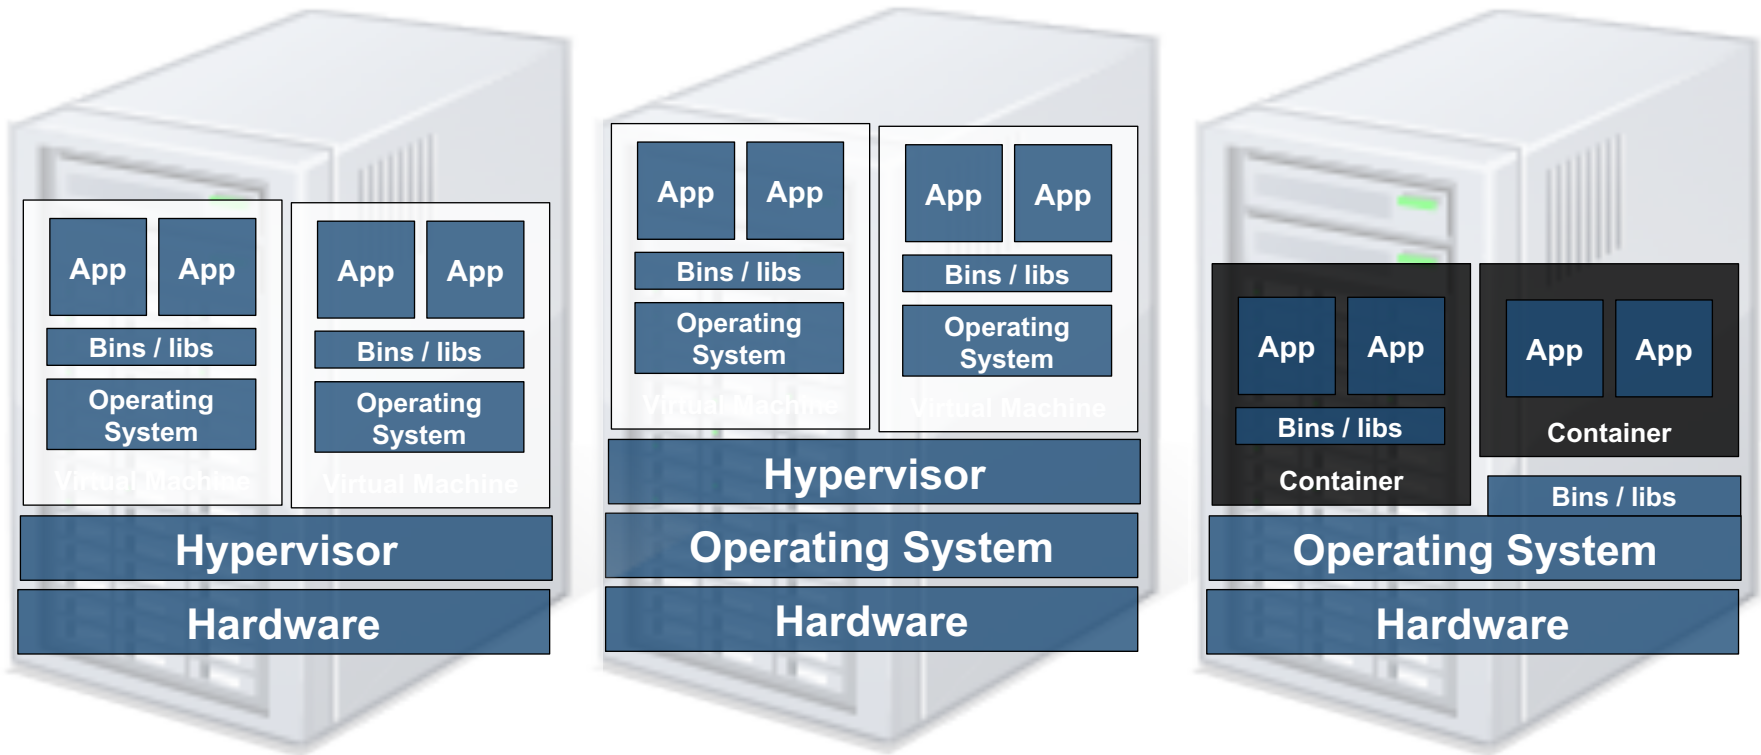 App App
Bins / libs
Operating
System
Virtual Machine
App App
Bins / libs
Operating
System
Virtual Machine
Hypervisor
Hardware
App App
Bins / libs
Operating
System
Virtual Machine
App App
Bins / libs
Operating
System
Virtual Machine
Hypervisor
Operating System
Hardware
App App
Bins / libs
Container
App App
Container
Bins / libs
Operating System
Hardware